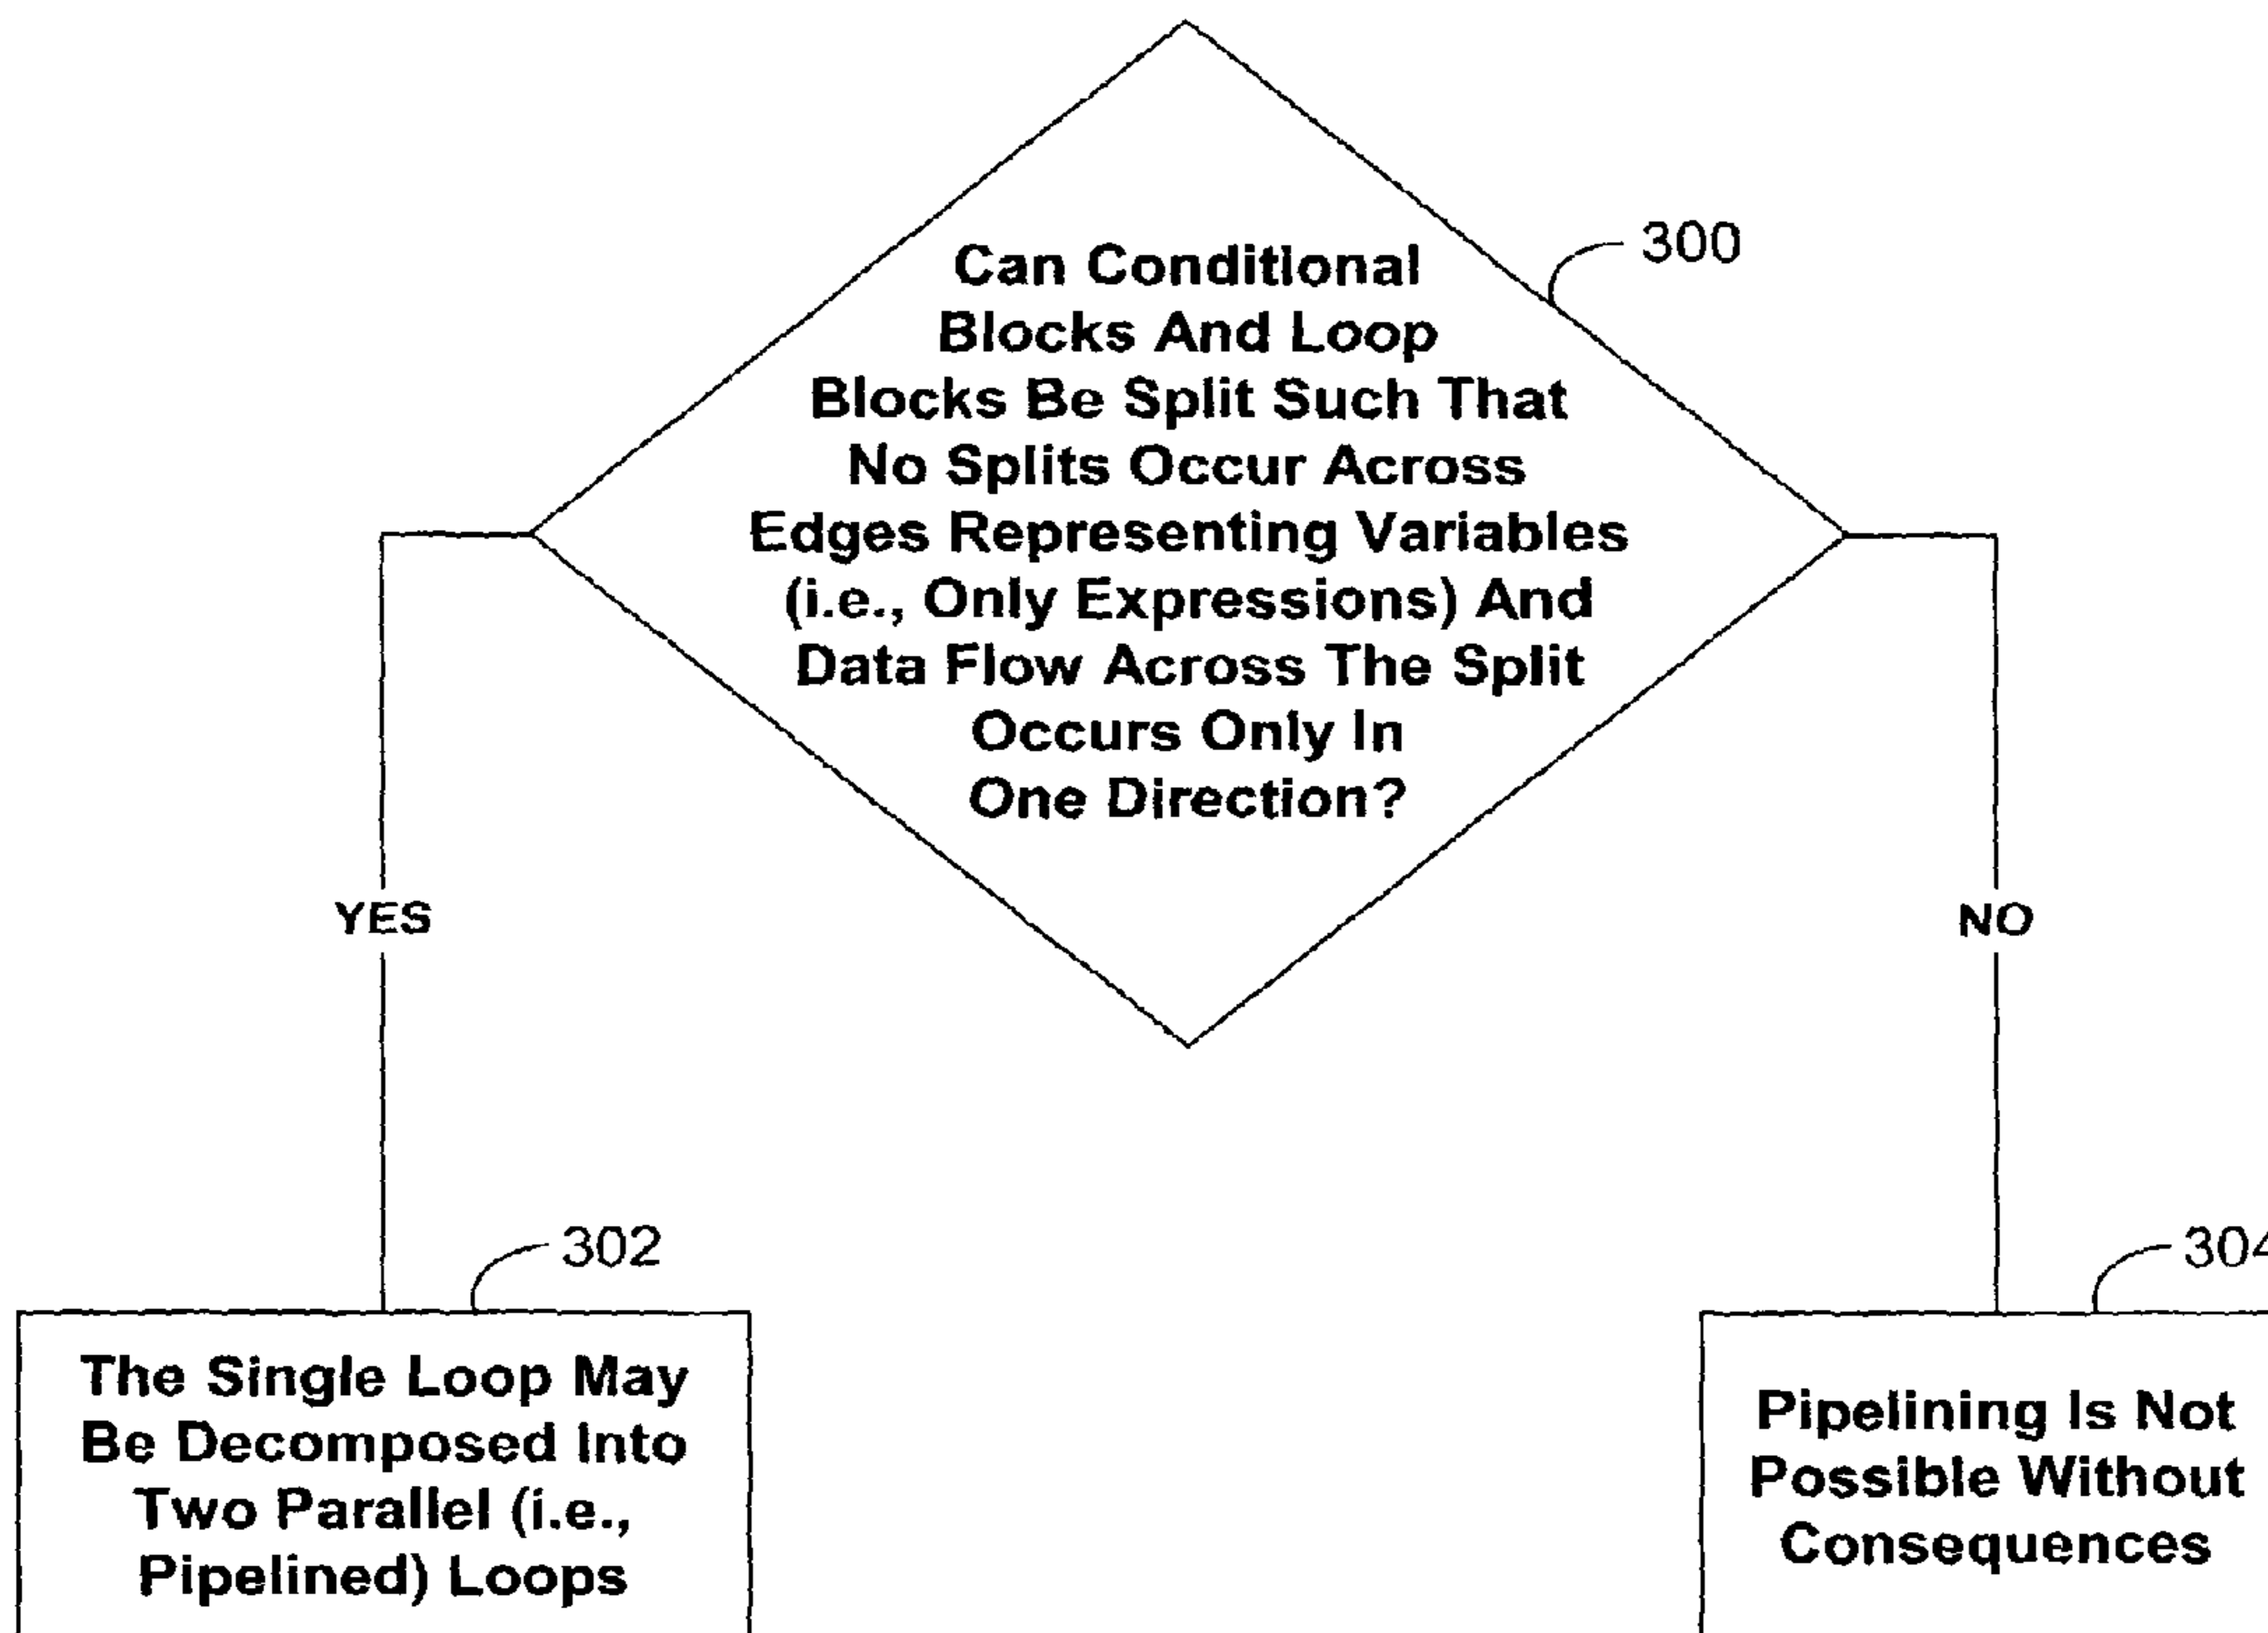 300
Can Conditional
Blocks And Loop
Blocks Be Split Such That
No Splits Occur Across
Edges Representing Variables
(i.e., Only Expressions) And
Data Flow Across The Split
Occurs Only In
One Direction?
YES
NO
302
The Single Loop May
Be Decomposed Into
Two Parallel (i.e.,
Pipelined) Loops
304
Pipelining Is Not
Possible Without
Consequences